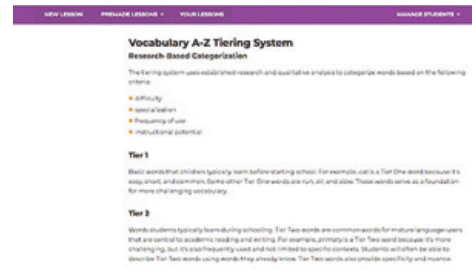 NEW LESSON PREMADE LESSONS YOUR LESSONS MANAGE STUDENTS
Vocabulary A-Z Tiering System
Research-Based Categorization
The tiering system uses established research and qualitative analysis to categorize words based on the following
criteria:
difficulty
specialization
frequency of use
instructional potential
Tier 1
Basic words that children typically learn before starting school. For example, cat is a Tier One word because it's
easy, short, and common. Some other Tier One words are run, all, and slow. These words serve as a foundation
for more challenging vocabulary.
Tier 2
Words students typically learn during schooling. Tier Two words are common words for mature language users
that are central to academic reading and writing. For example, primary is a Tier Two word because it's more
challenging, but it's also frequently used and not limited to specific contexts. Students will often be able to
describe Tier Two words using words they already know. Tier Two words also provide specificity and nuance.